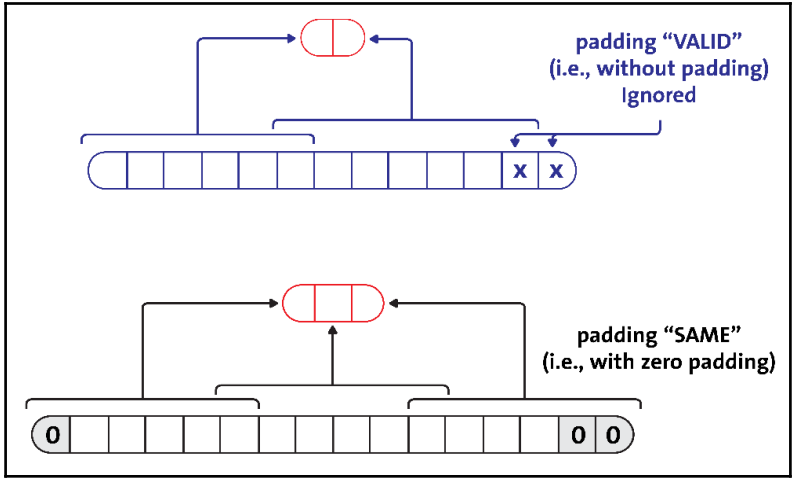 padding “VALID”
(i.e., without padding)
Ignored
x x
padding “SAME”
(i.e., with zero padding)
0 0 0